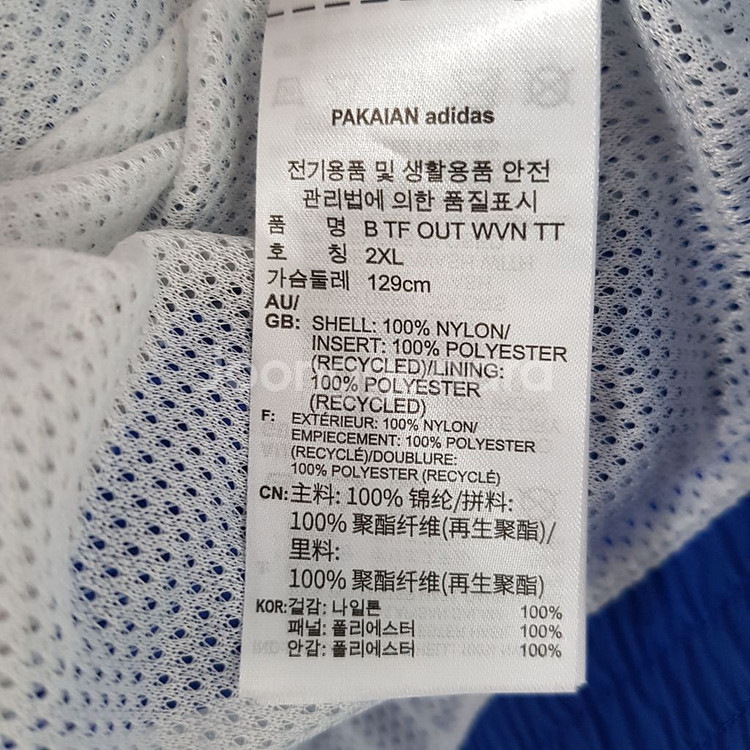 PAKAIAN adidas
전기용품 및 생활용품 안전
관리법에 의한 품질표시
품 명 B TF OUT WVN TT
호 칭 2XL
가슴둘레 129cm
AU/
GB: SHELL: 100% NYLON/
INSERT: 100% POLYESTER
(RECYCLED)/LINING:
100% POLYESTER
(RECYCLED)
F: EXTÉRIEUR: 100% NYLON/
EMPIECEMENT: 100% POLYESTER
(RECYCLÉ)/DOUBLURE:
100% POLYESTER (RECYCLÉ)
CN: 主料: 100% 锦纶/拼料:
100% 聚酯纤维(再生聚酯)/
里料:
100% 聚酯纤维(再生聚酯)
KOR: 겉감: 나일론 100%
패널: 폴리에스터 100%
안감: 폴리에스터 100%